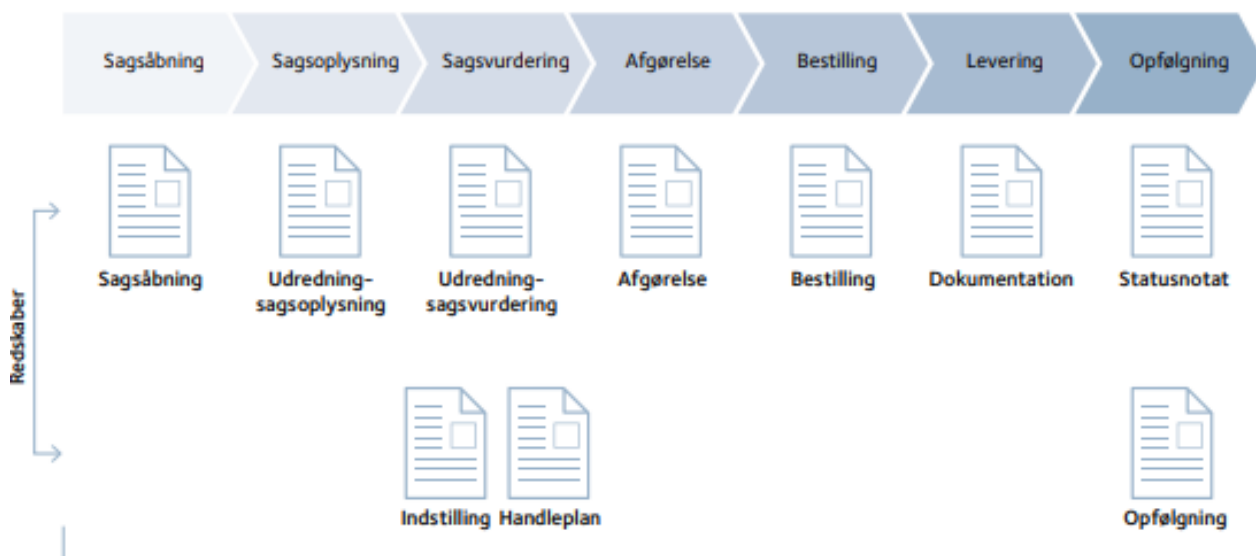 Sagsåbning
Sagsoplysning
Sagsvurdering
Afgørelse
Bestilling
Levering
Opfølgning
Redskaber
Sagsåbning
Udredning-
sagsoplysning
Udredning-
sagsvurdering
Afgørelse
Bestilling
Dokumentation
Statusnotat
Indstilling
Handleplan
Opfølgning